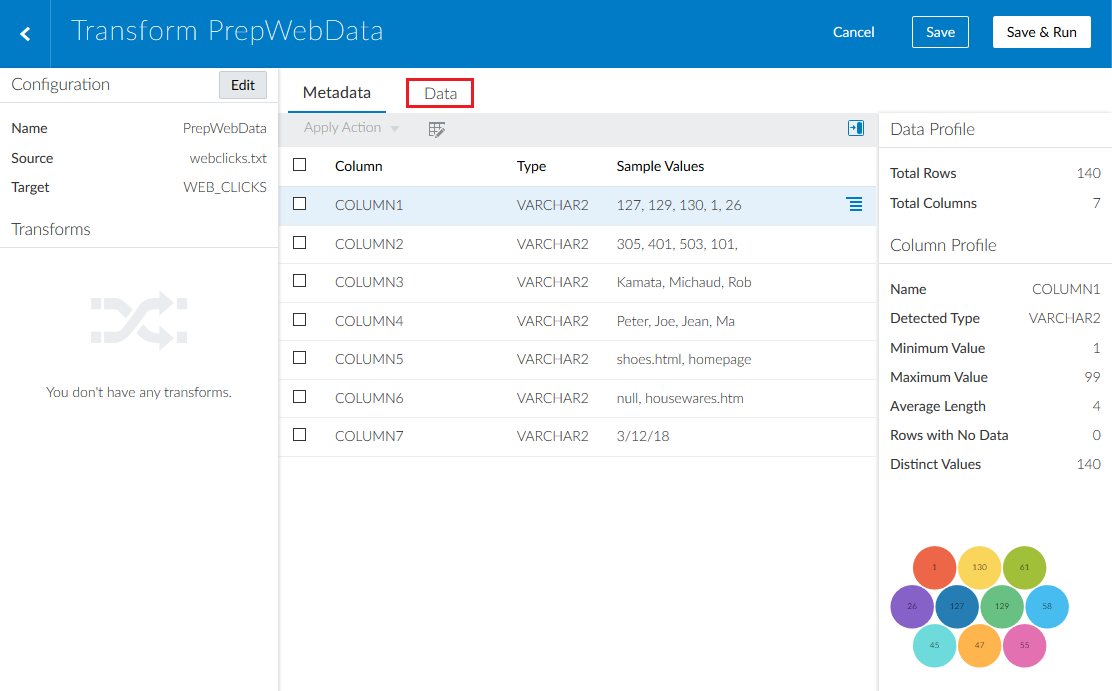 Transform PrepWebData
Cancel
Save
Save & Run
Configuration
Edit
Name PrepWebData
Source webclicks.txt
Target WEB_CLICKS
Transforms
You don't have any transforms.
Metadata
Data
Apply Action
Column Type Sample Values
COLUMN1 VARCHAR2 127, 129, 130, 1, 26
COLUMN2 VARCHAR2 305, 401, 503, 101,
COLUMN3 VARCHAR2 Kamata, Michaud, Rob
COLUMN4 VARCHAR2 Peter, Joe, Jean, Ma
COLUMN5 VARCHAR2 shoes.html, homepage
COLUMN6 VARCHAR2 null, housewares.htm
COLUMN7 VARCHAR2 3/12/18
Data Profile
Total Rows 140
Total Columns 7
Column Profile
Name COLUMN1
Detected Type VARCHAR2
Minimum Value 1
Maximum Value 99
Average Length 4
Rows with No Data 0
Distinct Values 140
1 130 61
26 127 129 58
45 47 55